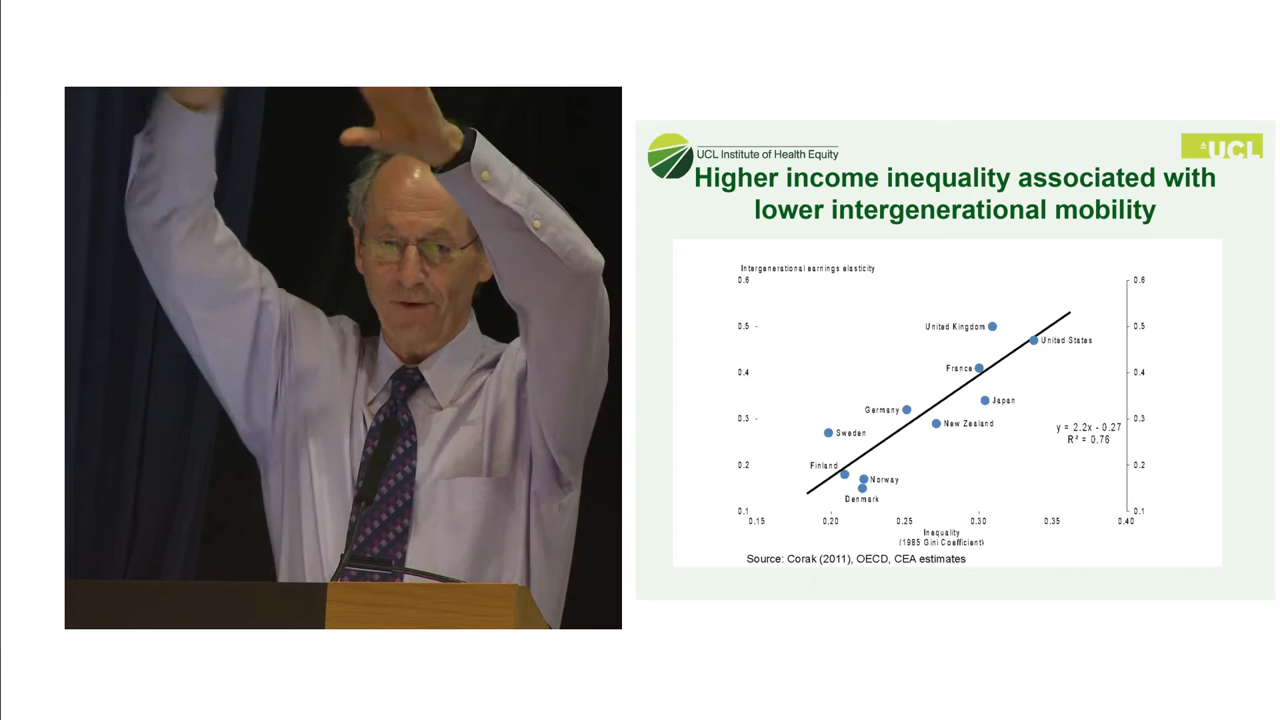 UCL Institute of Health Equity
UCL
Higher income inequality associated with
lower intergenerational mobility
Intergenerational earnings elasticity
0.6
0.6
0.5
United Kingdom
0.5
United States
0.4
France
0.4
Japan
Germany
0.3
New Zealand
0.3
Sweden
y = 2.2x - 0.27
R² = 0.76
0.2
Finland
0.2
Norway
Denmark
0.1
0.1
0.15
0.20
0.25
0.30
0.35
0.40
Inequality
(1985 Gini Coefficient)
Source: Corak (2011), OECD, CEA estimates